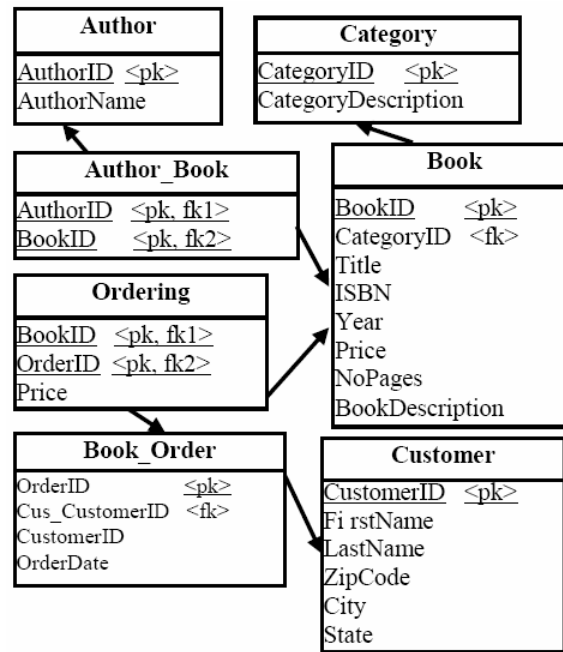 Author
AuthorID <pk>
AuthorName
Category
CategoryID <pk>
CategoryDescription
Author_Book
AuthorID <pk, fk1>
BookID <pk, fk2>
Book
BookID <pk>
CategoryID <fk>
Title
ISBN
Year
Price
NoPages
BookDescription
Ordering
BookID <pk, fk1>
OrderID <pk, fk2>
Price
Book_Order
OrderID <pk>
Cus_CustomerID <fk>
CustomerID
OrderDate
Customer
CustomerID <pk>
Fi rstName
LastName
ZipCode
City
State